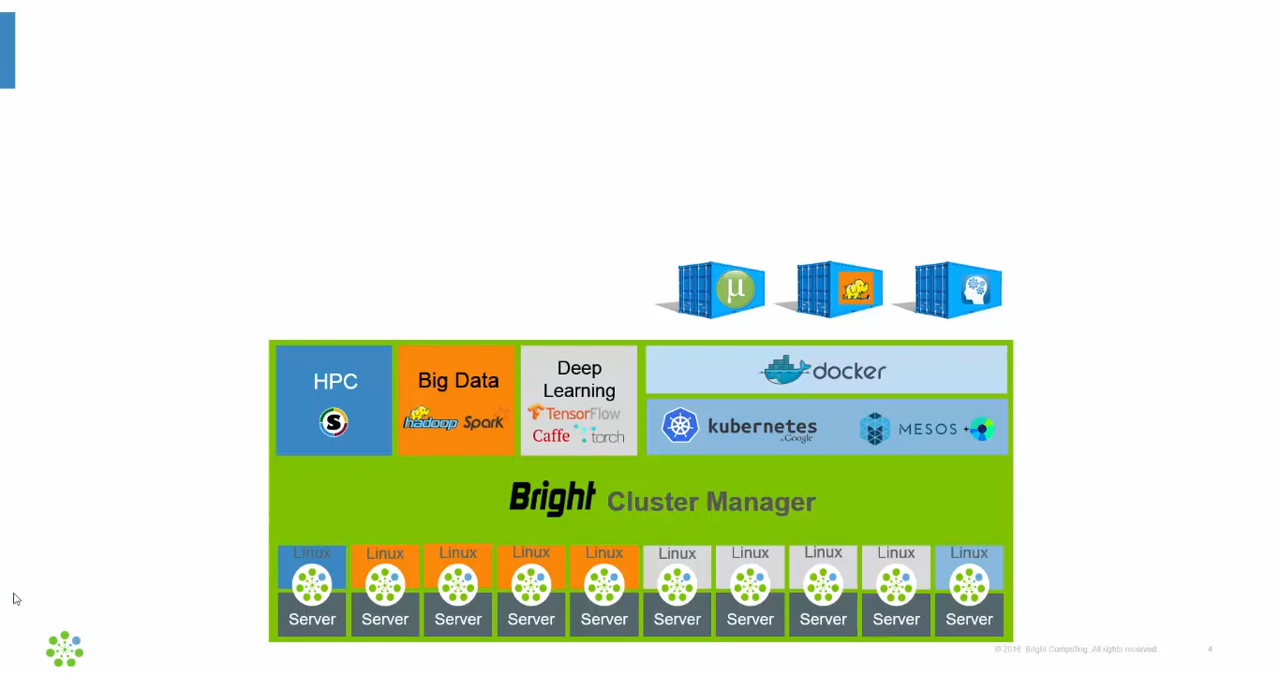 µ
docker
HPC
S
Big Data
hadoop Spark
Deep
Learning
TensorFlow
Caffe torch
kubernetes
by Google
MESOS +
Bright Cluster Manager
Linux Linux Linux Linux Linux Linux Linux Linux Linux Linux
Server Server Server Server Server Server Server Server Server Server
© 2016 Bright Computing. All rights reserved. 4